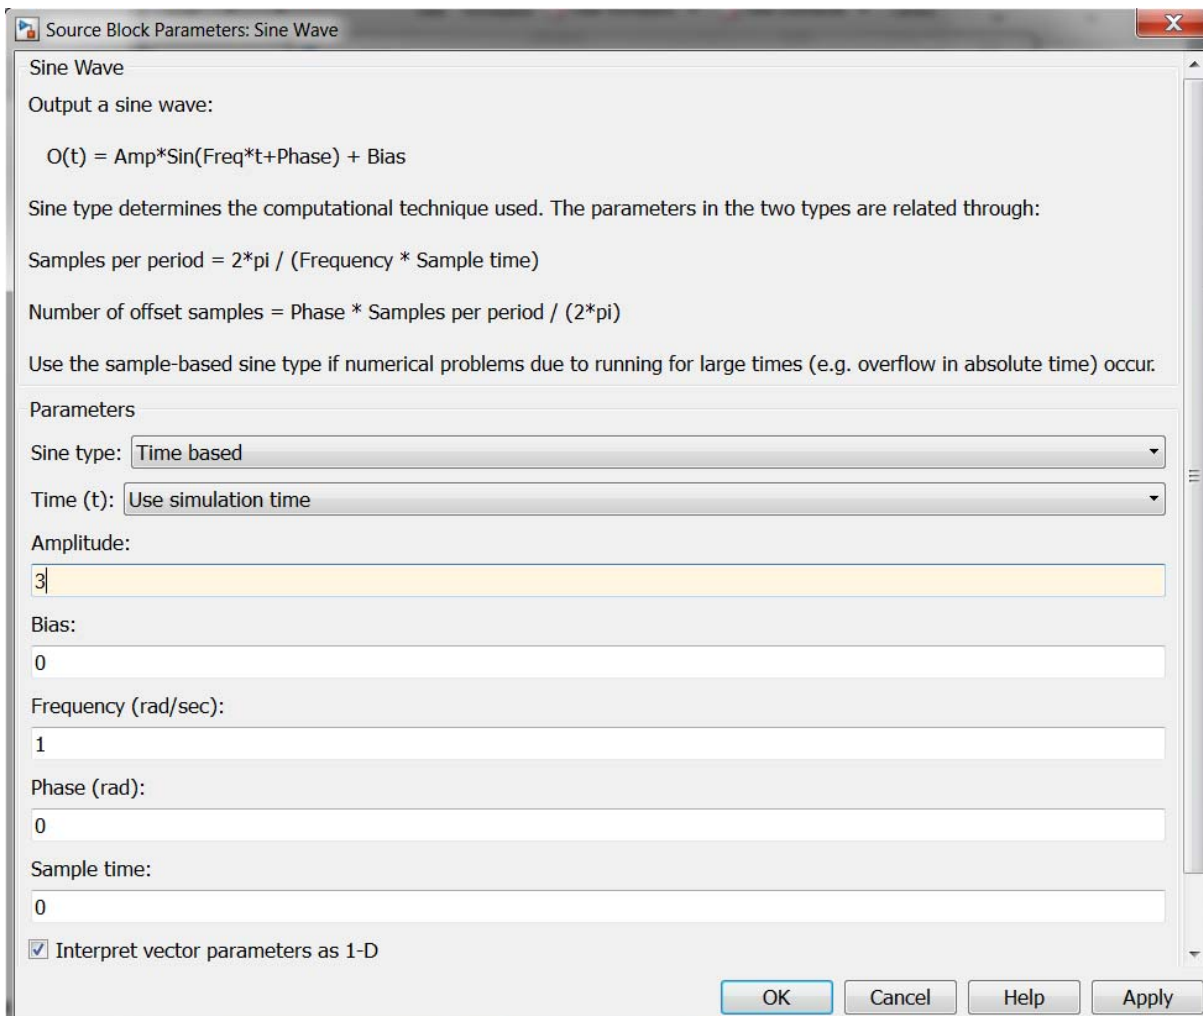 Source Block Parameters: Sine Wave
X
Sine Wave
Output a sine wave:
O(t) = Amp*Sin(Freq*t+Phase) + Bias
Sine type determines the computational technique used. The parameters in the two types are related through:
Samples per period = 2*pi / (Frequency * Sample time)
Number of offset samples = Phase * Samples per period / (2*pi)
Use the sample-based sine type if numerical problems due to running for large times (e.g. overflow in absolute time) occur.
Parameters
Sine type: Time based
Time (t): Use simulation time
Amplitude:
3
Bias:
0
Frequency (rad/sec):
1
Phase (rad):
0
Sample time:
0
Interpret vector parameters as 1-D
OK Cancel Help Apply